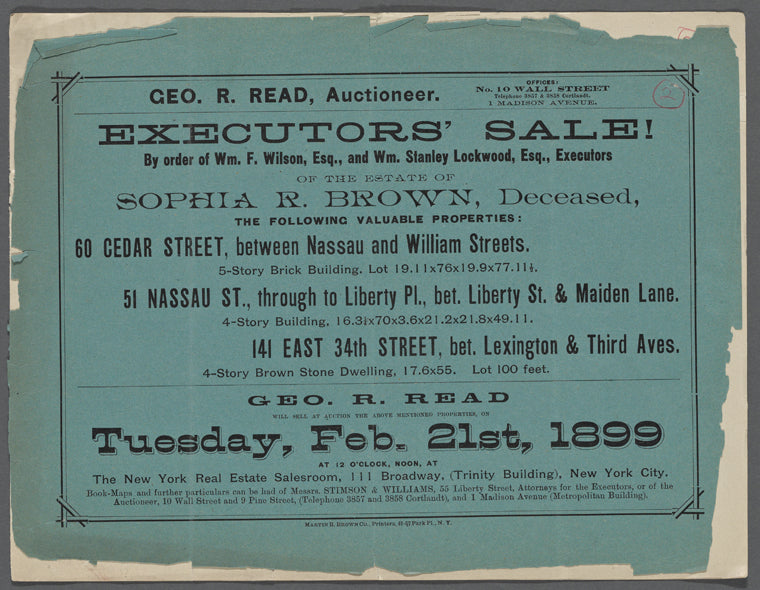 GEO. R. READ, Auctioneer.
OFFICES:
No. 10 WALL STREET
Telephone 3857 & 3858 Cortlandt.
1 MADISON AVENUE.
EXECUTORS' SALE!
By order of Wm. F. Wilson, Esq., and Wm. Stanley Lockwood, Esq., Executors
OF THE ESTATE OF
SOPHIA R. BROWN, Deceased,
THE FOLLOWING VALUABLE PROPERTIES:
60 CEDAR STREET, between Nassau and William Streets.
5-Story Brick Building. Lot 19.11x76x19.9x77.11½.
51 NASSAU ST., through to Liberty Pl., bet. Liberty St. & Maiden Lane.
4-Story Building, 16.3½x70x3.6x21.2x21.8x49.11.
141 EAST 34th STREET, bet. Lexington & Third Aves.
4-Story Brown Stone Dwelling, 17.6x55. Lot 100 feet.
GEO. R. READ
WILL SELL AT AUCTION THE ABOVE MENTIONED PROPERTIES, ON
Tuesday, Feb. 21st, 1899
AT 12 O'CLOCK, NOON, AT
The New York Real Estate Salesroom, 111 Broadway, (Trinity Building), New York City.
Book-Maps and further particulars can be had of Messrs. STIMSON & WILLIAMS, 55 Liberty Street, Attorneys for the Executors, or of the
Auctioneer, 10 Wall Street and 9 Pine Street, (Telephone 3857 and 3858 Cortlandt), and 1 Madison Avenue (Metropolitan Building).
MARTIN B. BROWN CO., Printers, 49-57 Park Pl., N. Y.